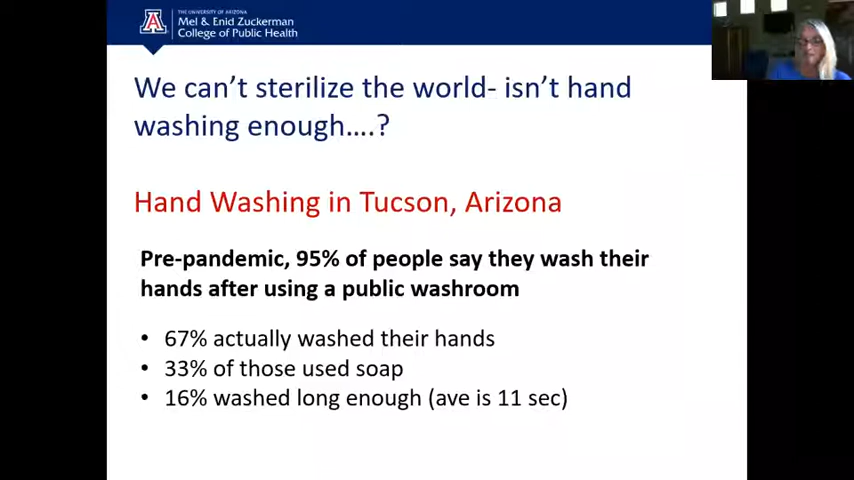 THE UNIVERSITY OF ARIZONA
Mel & Enid Zuckerman
College of Public Health
We can't sterilize the world- isn't hand
washing enough....?
Hand Washing in Tucson, Arizona
Pre-pandemic, 95% of people say they wash their
hands after using a public washroom
• 67% actually washed their hands
• 33% of those used soap
• 16% washed long enough (ave is 11 sec)